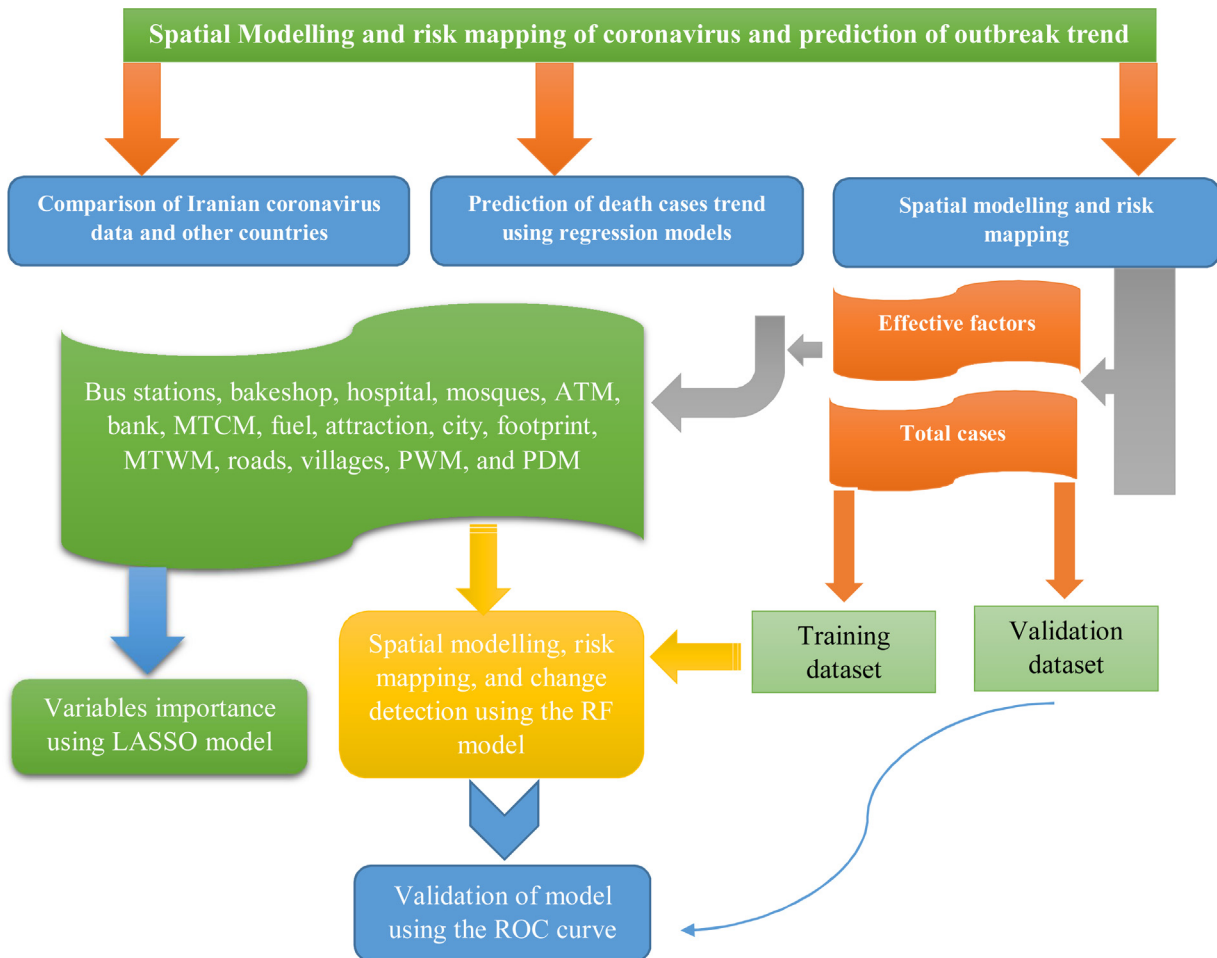 Spatial Modelling and risk mapping of coronavirus and prediction of outbreak trend
Comparison of Iranian coronavirus
data and other countries
Prediction of death cases trend
using regression models
Spatial modelling and risk
mapping
Effective factors
Bus stations, bakeshop, hospital, mosques, ATM,
bank, MTCM, fuel, attraction, city, footprint,
MTWM, roads, villages, PWM, and PDM
Total cases
Training
dataset
Validation
dataset
Spatial modelling, risk
mapping, and change
detection using the RF
model
Variables importance
using LASSO model
Validation of model
using the ROC curve